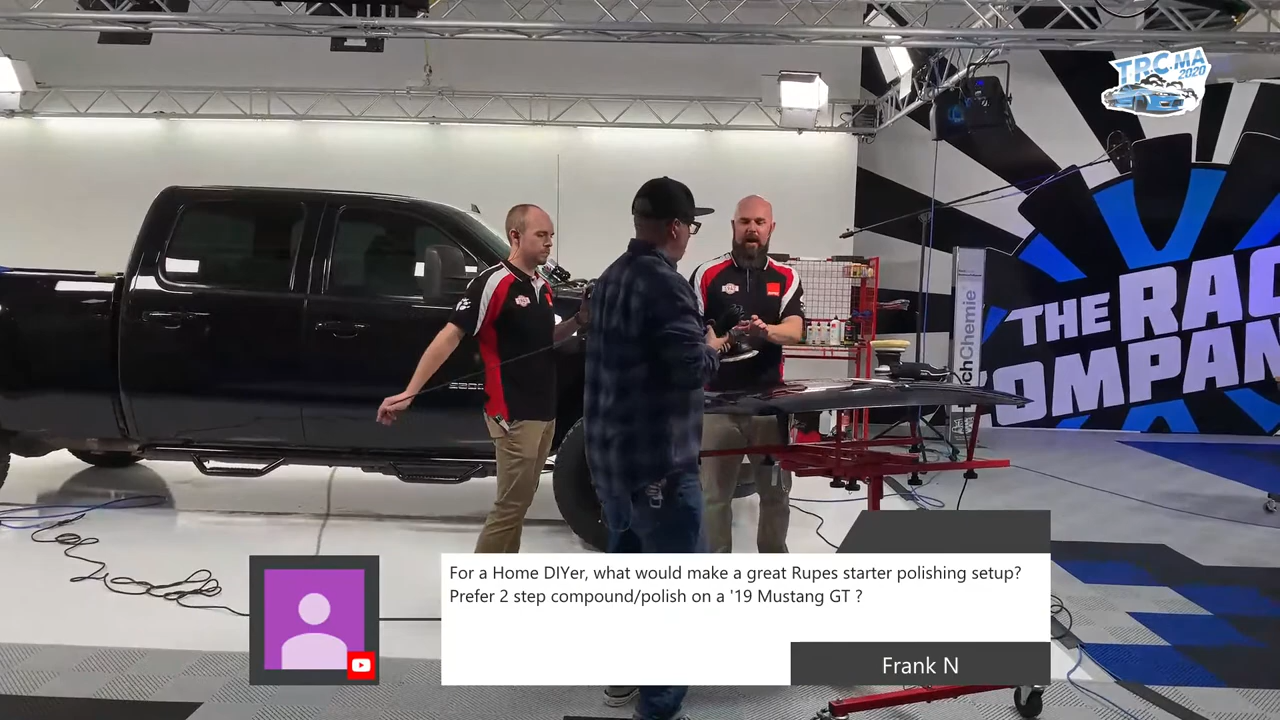 T.R.C.MA
2020
THE RAC
COMPAN
ochChemie
For a Home DIYer, what would make a great Rupes starter polishing setup?
Prefer 2 step compound/polish on a '19 Mustang GT ?
Frank N